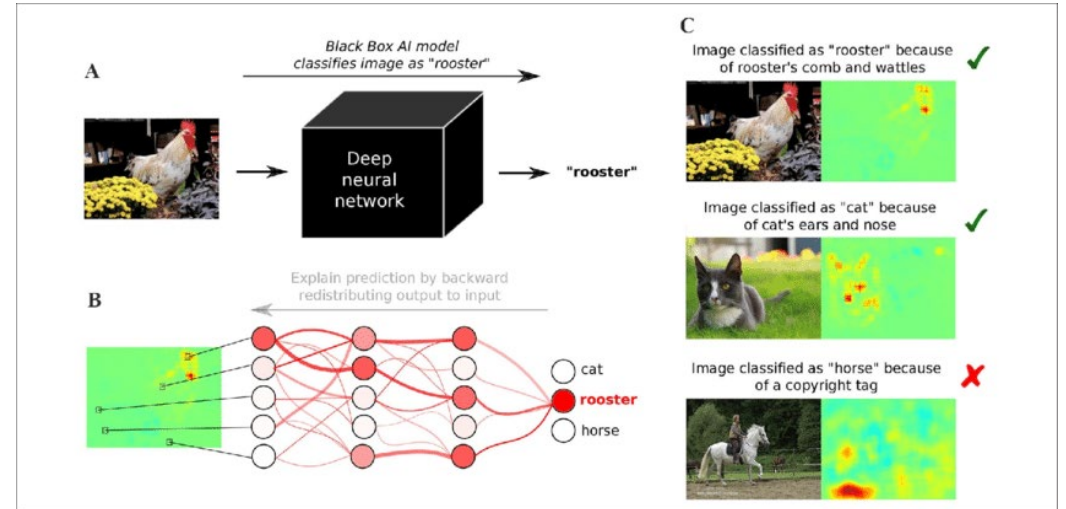 A
Black Box AI model
classifies image as "rooster"
Deep
neural
network
"rooster"
B
Explain prediction by backward
redistributing output to input
cat
rooster
horse
C
Image classified as "rooster" because
of rooster's comb and wattles
Image classified as "cat" because
of cat's ears and nose
Image classified as "horse" because
of a copyright tag